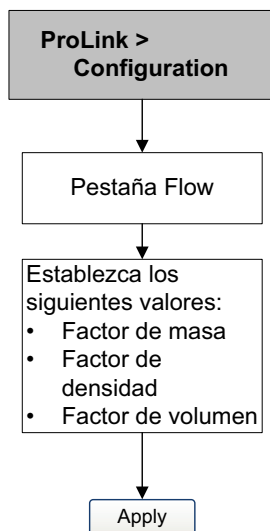 ProLink >
Configuration
Pestaña Flow
Establezca los
siguientes valores:
• Factor de masa
• Factor de
densidad
• Factor de volumen
Apply